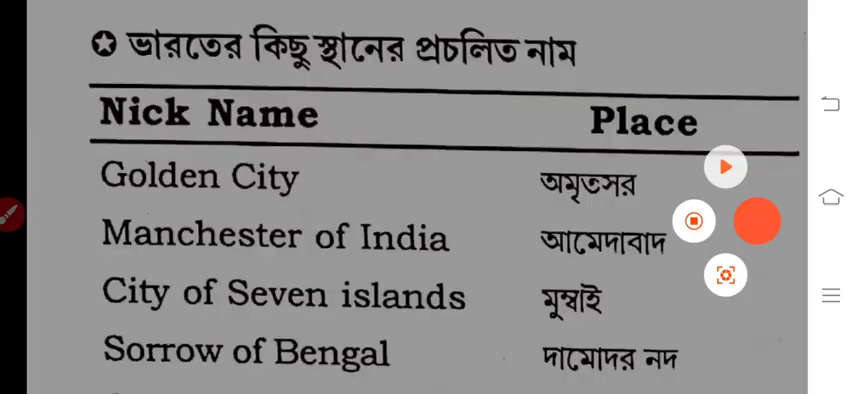 ✪ ভারতের কিছু স্থানের প্রচলিত নাম
Nick Name Place
Golden City অমৃতসর
Manchester of India আমেদাবাদ
City of Seven islands মুম্বাই
Sorrow of Bengal দামোদর নদ